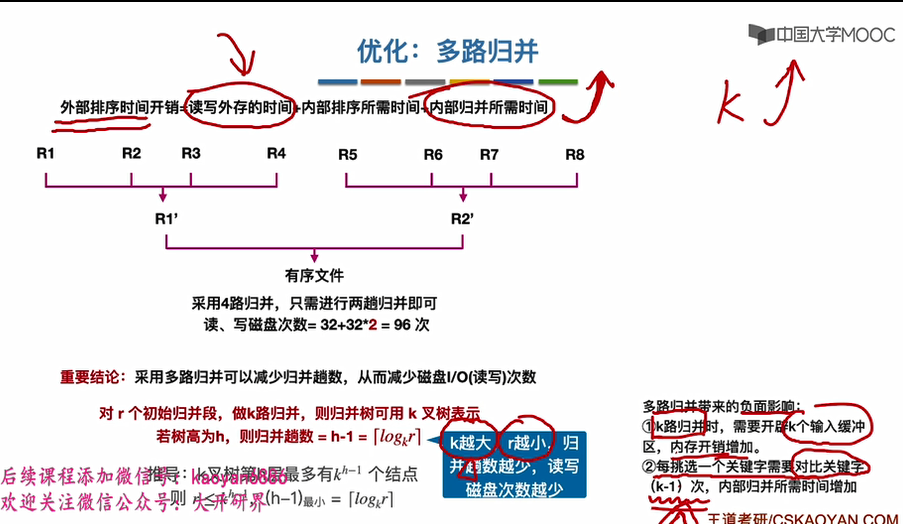 中国大学MOOC
优化：多路归并
外部排序时间开销=读写外存的时间+内部排序所需时间+内部归并所需时间
k
R1 R2 R3 R4 R5 R6 R7 R8
R1’ R2’
有序文件
采用4路归并，只需进行两趟归并即可
读、写磁盘次数= 32+32*2 = 96 次
重要结论：采用多路归并可以减少归并趟数，从而减少磁盘I/O(读写)次数
对 r 个初始归并段，做k路归并，则归并树可用 k 叉树表示
若树高为h，则归并趟数 = h-1 = ⌈logₖr⌉
k越大，r越小，归
并趟数越少，读写
磁盘次数越少
推导：k叉树第h层最多有kʰ⁻¹ 个结点
则 r ≤ kʰ⁻¹, (h-1)最小 = ⌈logₖr⌉
多路归并带来的负面影响：
①k路归并时，需要开辟k个输入缓冲
区，内存开销增加。
②每挑选一个关键字需要对比关键字
（k-1）次，内部归并所需时间增加
后续课程添加微信号：kaoyan
欢迎关注微信公众号：
王道考研/CSKAOYAN.COM